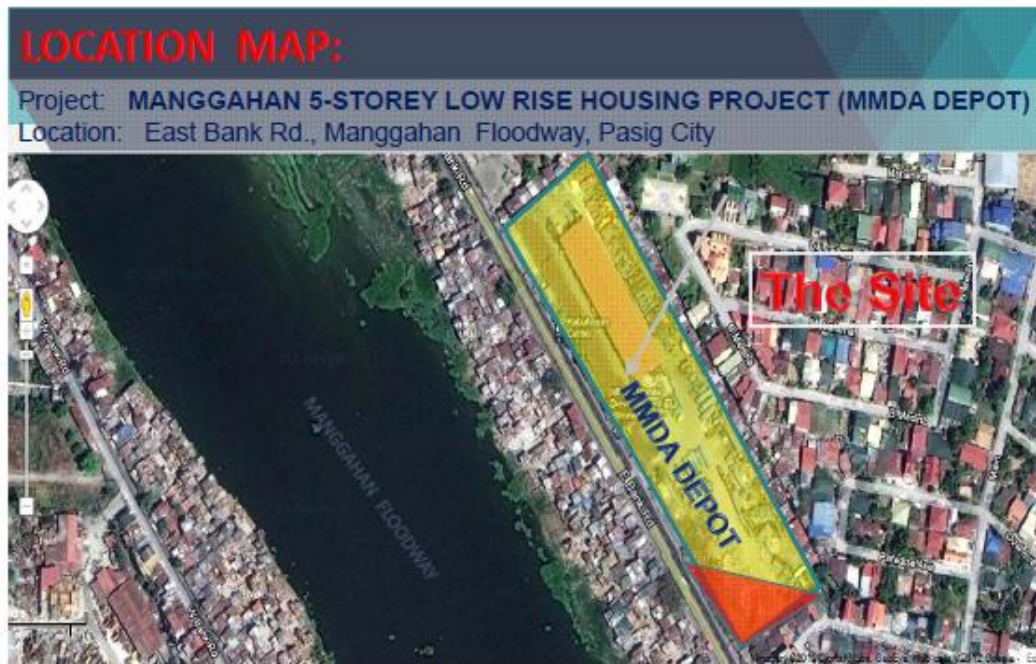 LOCATION MAP:
Project: MANGGAHAN 5-STOREY LOW RISE HOUSING PROJECT (MMDA DEPOT)
Location: East Bank Rd., Manggahan Floodway, Pasig City
The Site
MMDA DEPOT
MANGGAHAN FLOODWAY